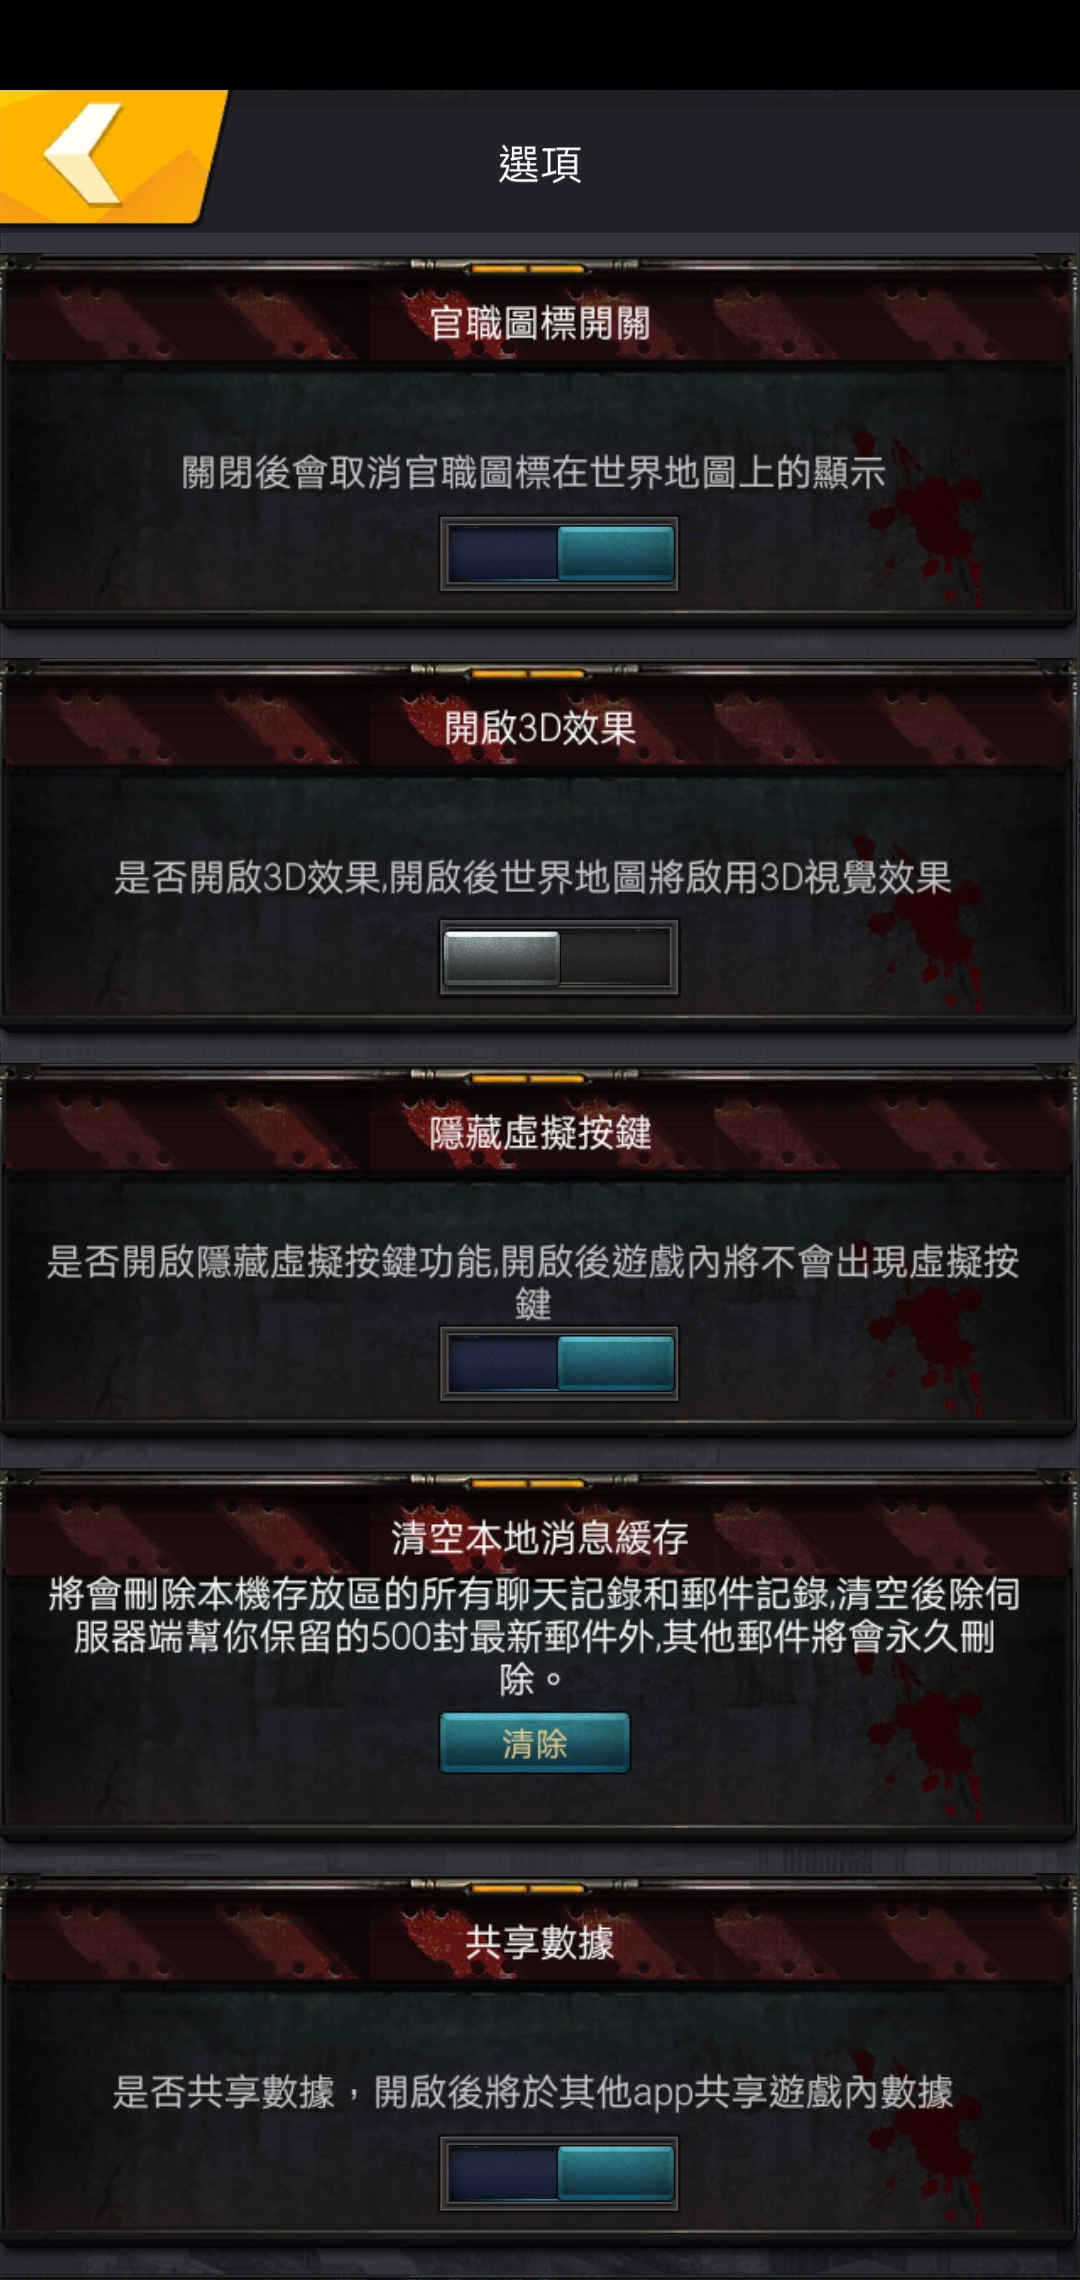 選項
官職圖標開關
關閉後會取消官職圖標在世界地圖上的顯示
開啟3D效果
是否開啟3D效果,開啟後世界地圖將啟用3D視覺效果
隱藏虛擬按鍵
是否開啟隱藏虛擬按鍵功能,開啟後遊戲內將不會出現虛擬按
鍵
清空本地消息緩存
將會刪除本機存放區的所有聊天記錄和郵件記錄,清空後除伺
服器端幫你保留的500封最新郵件外,其他郵件將會永久刪
除。
清除
共享數據
是否共享數據，開啟後將於其他app共享遊戲內數據